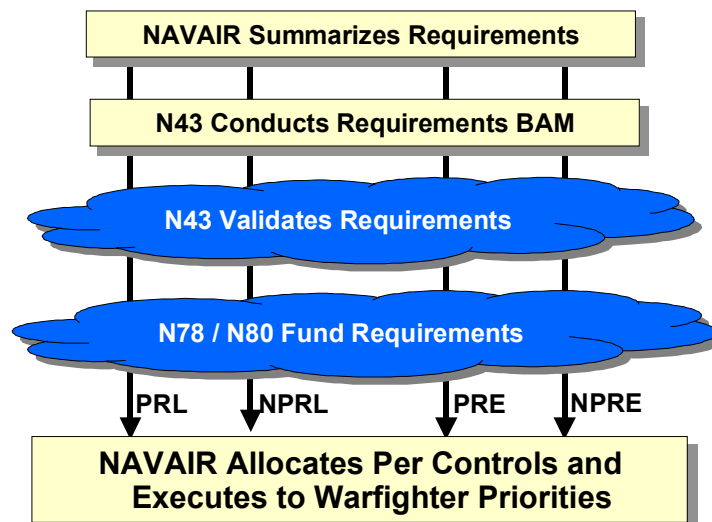 NAVAIR Summarizes Requirements
N43 Conducts Requirements BAM
N43 Validates Requirements
N78 / N80 Fund Requirements
PRL NPRL PRE NPRE
NAVAIR Allocates Per Controls and
Executes to Warfighter Priorities